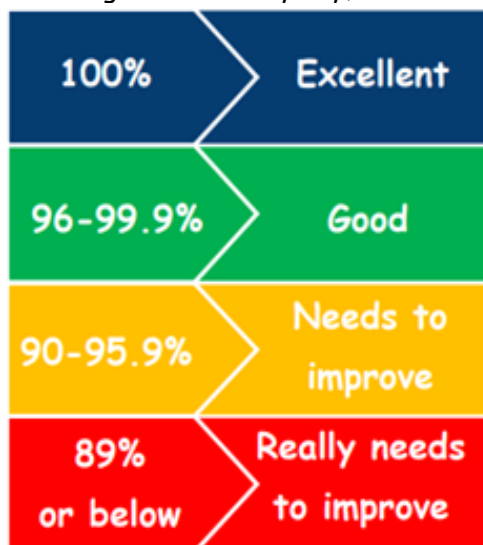 100% Excellent
96-99.9% Good
90-95.9% Needs to
improve
89% Really needs
or below to improve